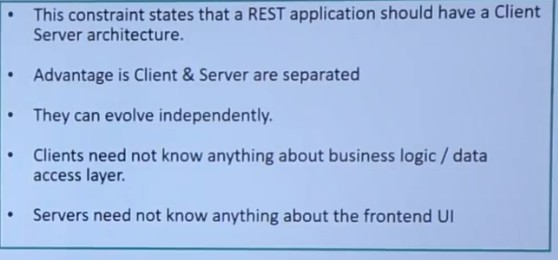 • This constraint states that a REST application should have a Client
Server architecture.
• Advantage is Client & Server are separated
• They can evolve independently.
• Clients need not know anything about business logic / data
access layer.
• Servers need not know anything about the frontend UI